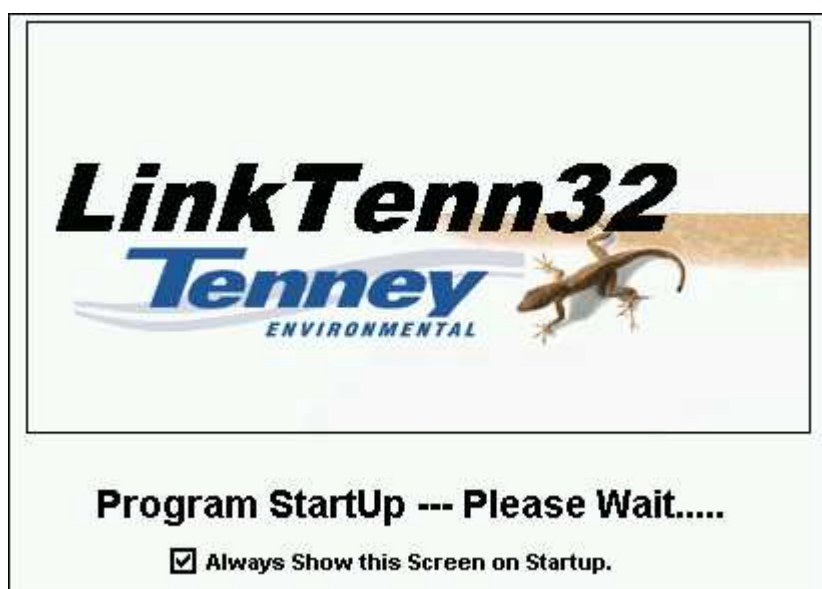 LinkTenn32
Tenney
ENVIRONMENTAL
Program StartUp --- Please Wait.....
Always Show this Screen on Startup.